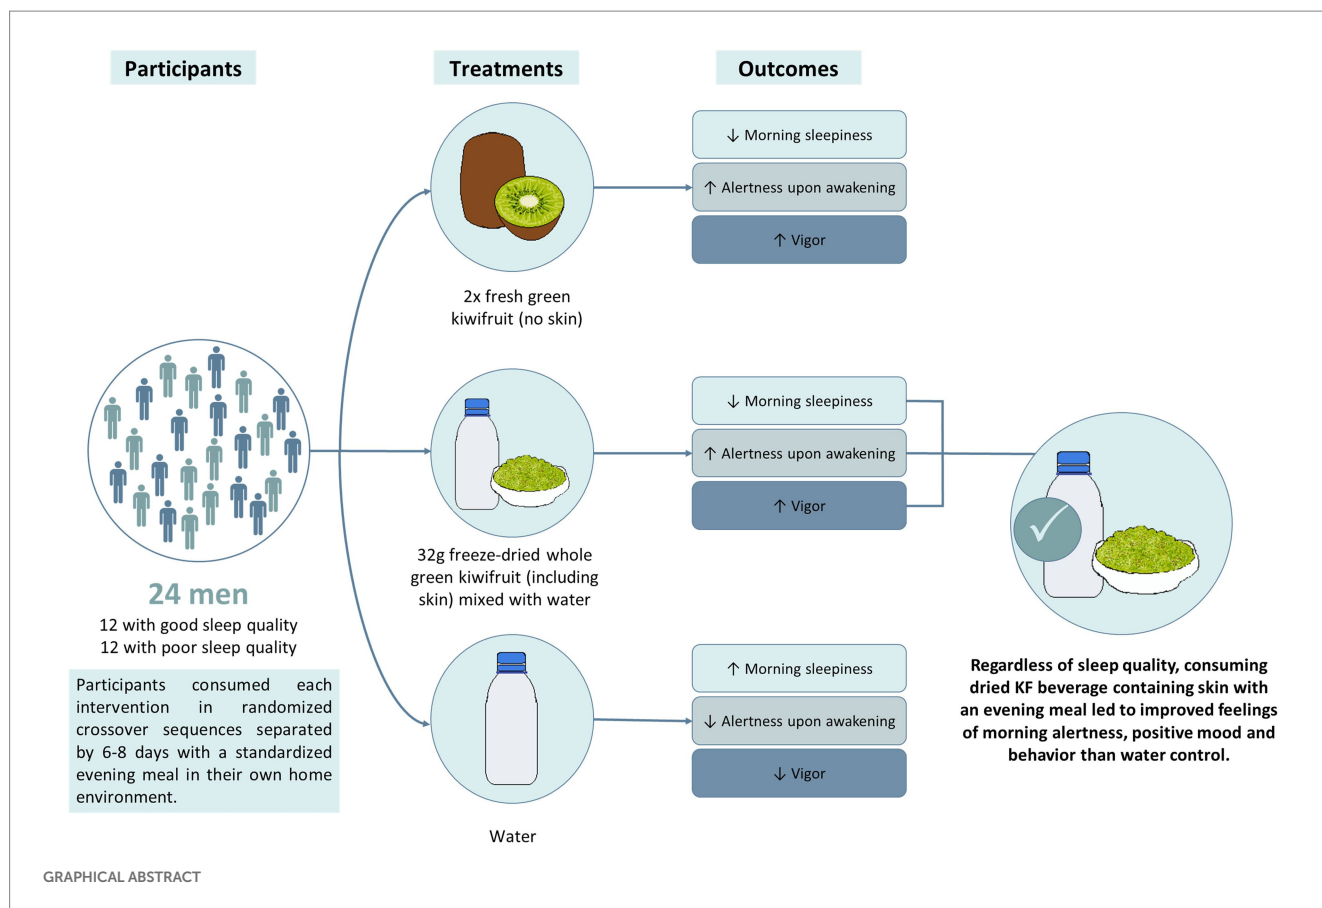 Participants
Treatments
Outcomes
↓ Morning sleepiness
↑ Alertness upon awakening
↑ Vigor
2x fresh green
kiwifruit (no skin)
↓ Morning sleepiness
↑ Alertness upon awakening
↑ Vigor
32g freeze-dried whole
green kiwifruit (including
skin) mixed with water
24 men
12 with good sleep quality
12 with poor sleep quality
Participants consumed each
intervention in randomized
crossover sequences separated
by 6-8 days with a standardized
evening meal in their own home
environment.
↑ Morning sleepiness
↓ Alertness upon awakening
↓ Vigor
Water
Regardless of sleep quality, consuming
dried KF beverage containing skin with
an evening meal led to improved feelings
of morning alertness, positive mood and
behavior than water control.
GRAPHICAL ABSTRACT